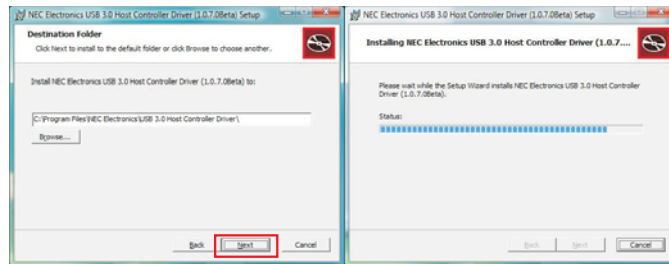 NEC Electronics USB 3.0 Host Controller Driver (1.0.7.0Beta) Setup
Destination Folder
Click Next to install to the default folder or click Browse to choose another.
Install NEC Electronics USB 3.0 Host Controller Driver (1.0.7.0Beta) to:
C:\Program Files\NEC Electronics\USB 3.0 Host Controller Driver\
Browse...
Back Next Cancel
NEC Electronics USB 3.0 Host Controller Driver (1.0.7.0Beta) Setup
Installing NEC Electronics USB 3.0 Host Controller Driver (1.0.7....
Please wait while the Setup Wizard installs NEC Electronics USB 3.0 Host Controller
Driver (1.0.7.0Beta).
Status:
Back Next Cancel